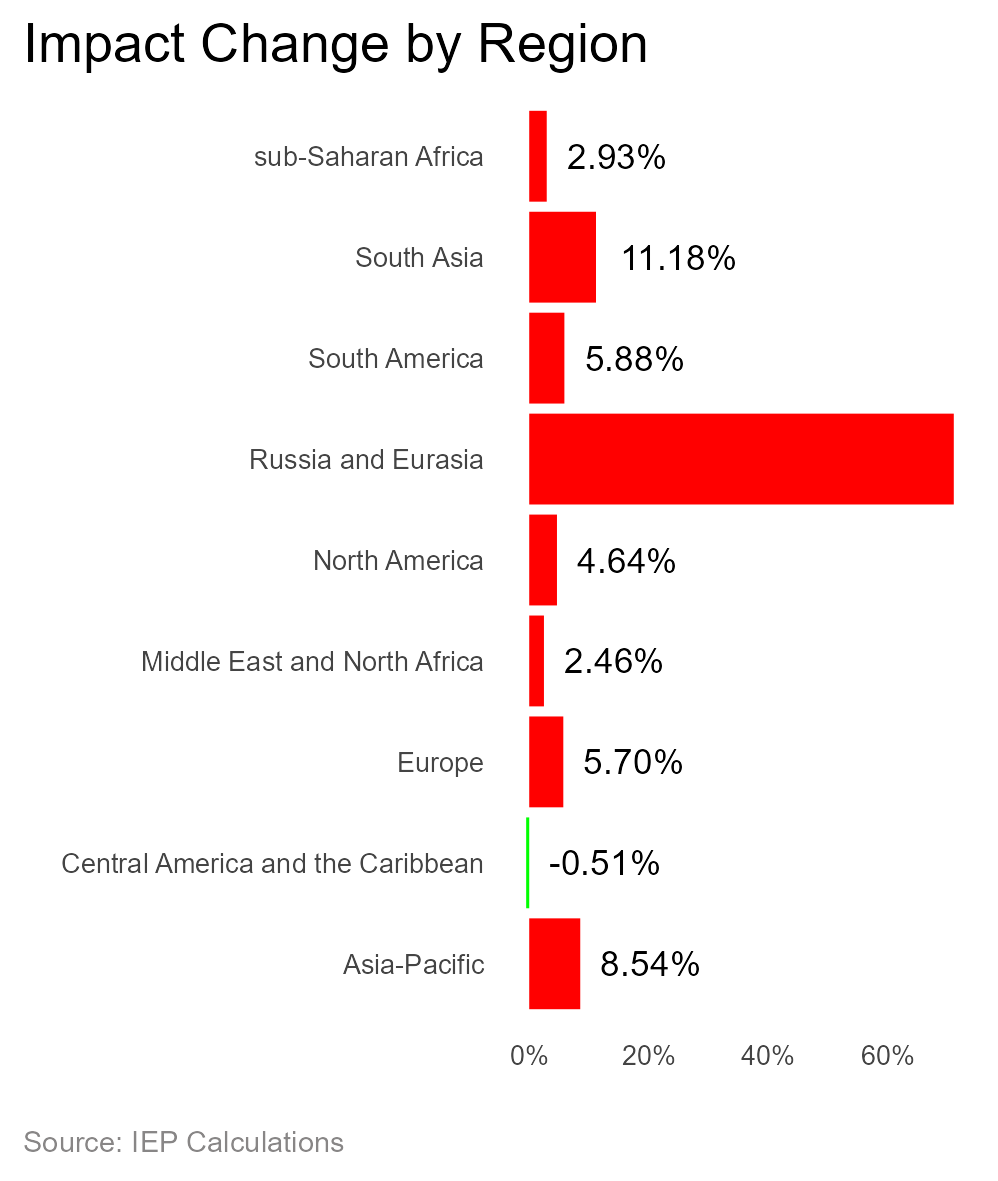 Impact Change by Region
sub-Saharan Africa 2.93%
South Asia 11.18%
South America 5.88%
Russia and Eurasia
North America 4.64%
Middle East and North Africa 2.46%
Europe 5.70%
Central America and the Caribbean -0.51%
Asia-Pacific 8.54%
0% 20% 40% 60%
Source: IEP Calculations